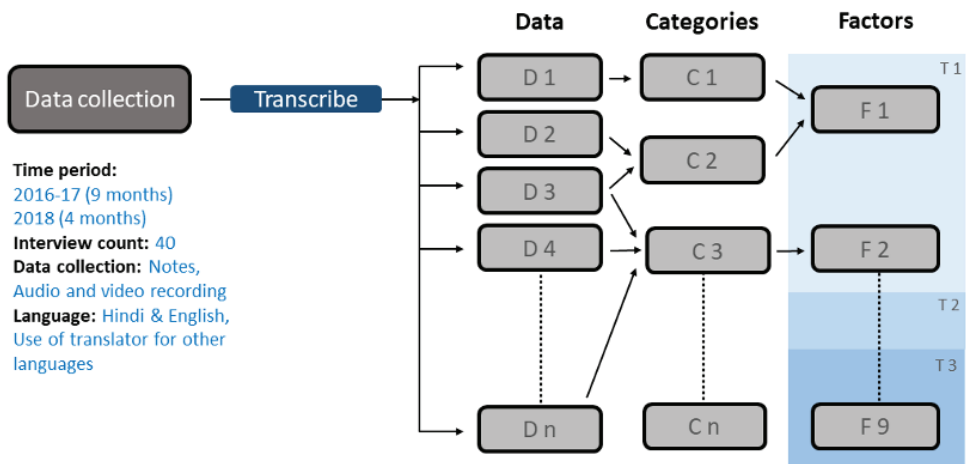 Data
Categories
Factors
Data collection
Transcribe
Time period:
2016-17 (9 months)
2018 (4 months)
Interview count: 40
Data collection: Notes,
Audio and video recording
Language: Hindi & English,
Use of translator for other
languages
D 1
D 2
D 3
D 4
D n
C 1
C 2
C 3
C n
T 1
F 1
F 2
T 2
T 3
F 9